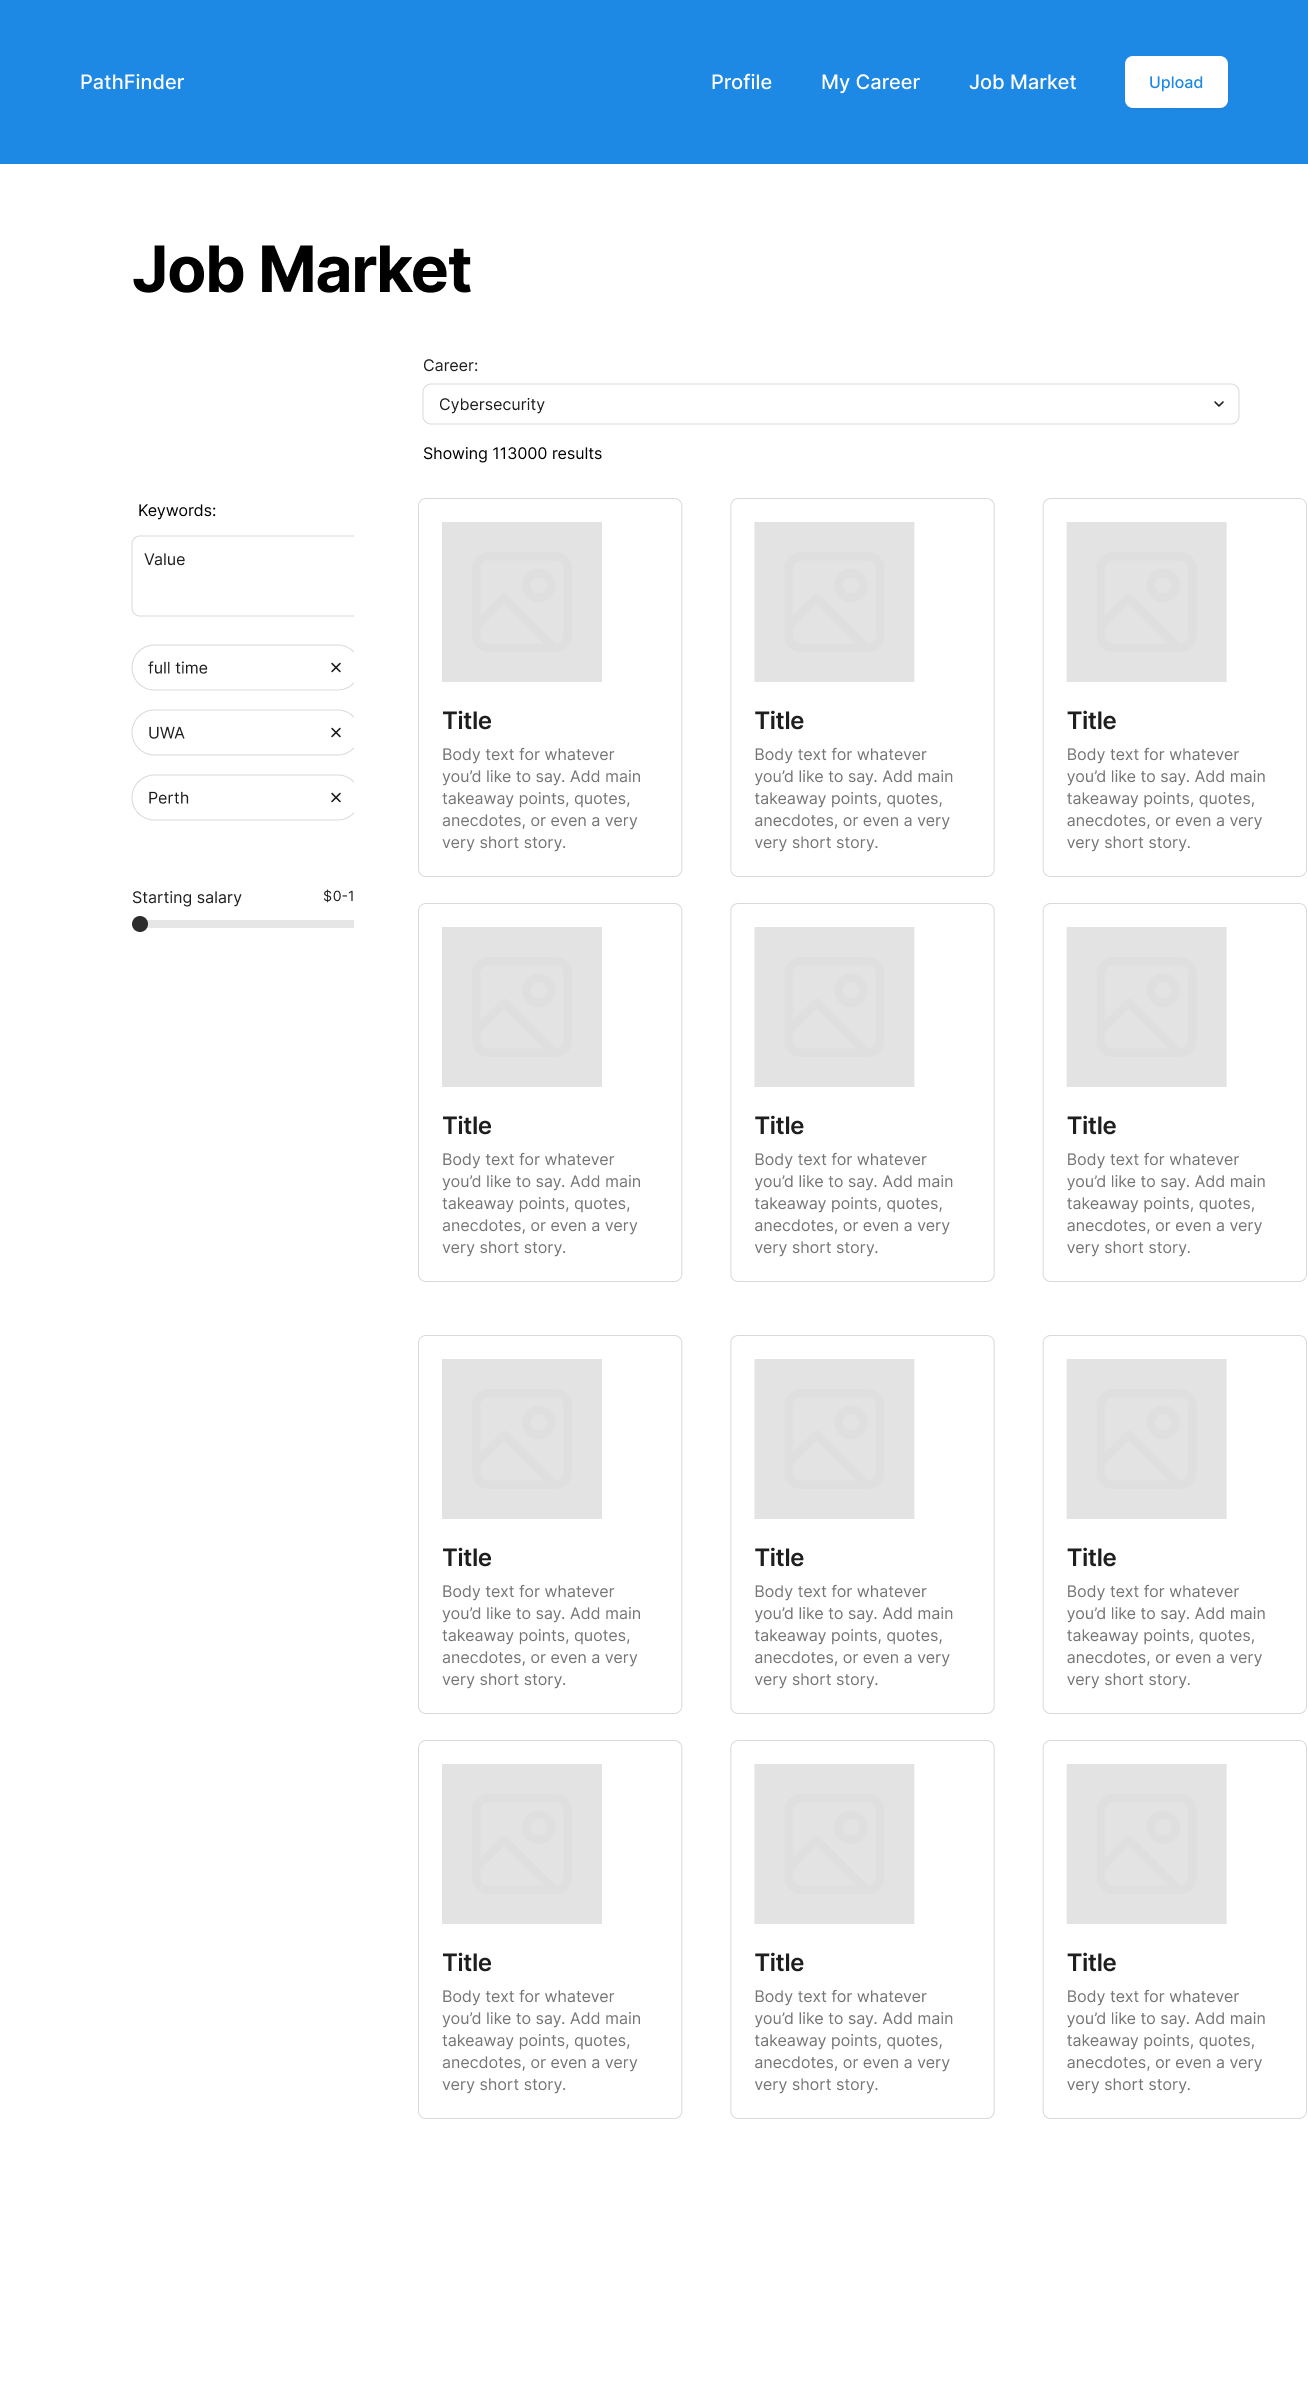 PathFinder
Profile
My Career
Job Market
Upload
Job Market
Career:
Cybersecurity
Showing 113000 results
Keywords:
Value
full time
UWA
Perth
Starting salary
$0-1
Title
Body text for whatever
you’d like to say. Add main
takeaway points, quotes,
anecdotes, or even a very
very short story.
Title
Body text for whatever
you’d like to say. Add main
takeaway points, quotes,
anecdotes, or even a very
very short story.
Title
Body text for whatever
you’d like to say. Add main
takeaway points, quotes,
anecdotes, or even a very
very short story.
Title
Body text for whatever
you’d like to say. Add main
takeaway points, quotes,
anecdotes, or even a very
very short story.
Title
Body text for whatever
you’d like to say. Add main
takeaway points, quotes,
anecdotes, or even a very
very short story.
Title
Body text for whatever
you’d like to say. Add main
takeaway points, quotes,
anecdotes, or even a very
very short story.
Title
Body text for whatever
you’d like to say. Add main
takeaway points, quotes,
anecdotes, or even a very
very short story.
Title
Body text for whatever
you’d like to say. Add main
takeaway points, quotes,
anecdotes, or even a very
very short story.
Title
Body text for whatever
you’d like to say. Add main
takeaway points, quotes,
anecdotes, or even a very
very short story.
Title
Body text for whatever
you’d like to say. Add main
takeaway points, quotes,
anecdotes, or even a very
very short story.
Title
Body text for whatever
you’d like to say. Add main
takeaway points, quotes,
anecdotes, or even a very
very short story.
Title
Body text for whatever
you’d like to say. Add main
takeaway points, quotes,
anecdotes, or even a very
very short story.